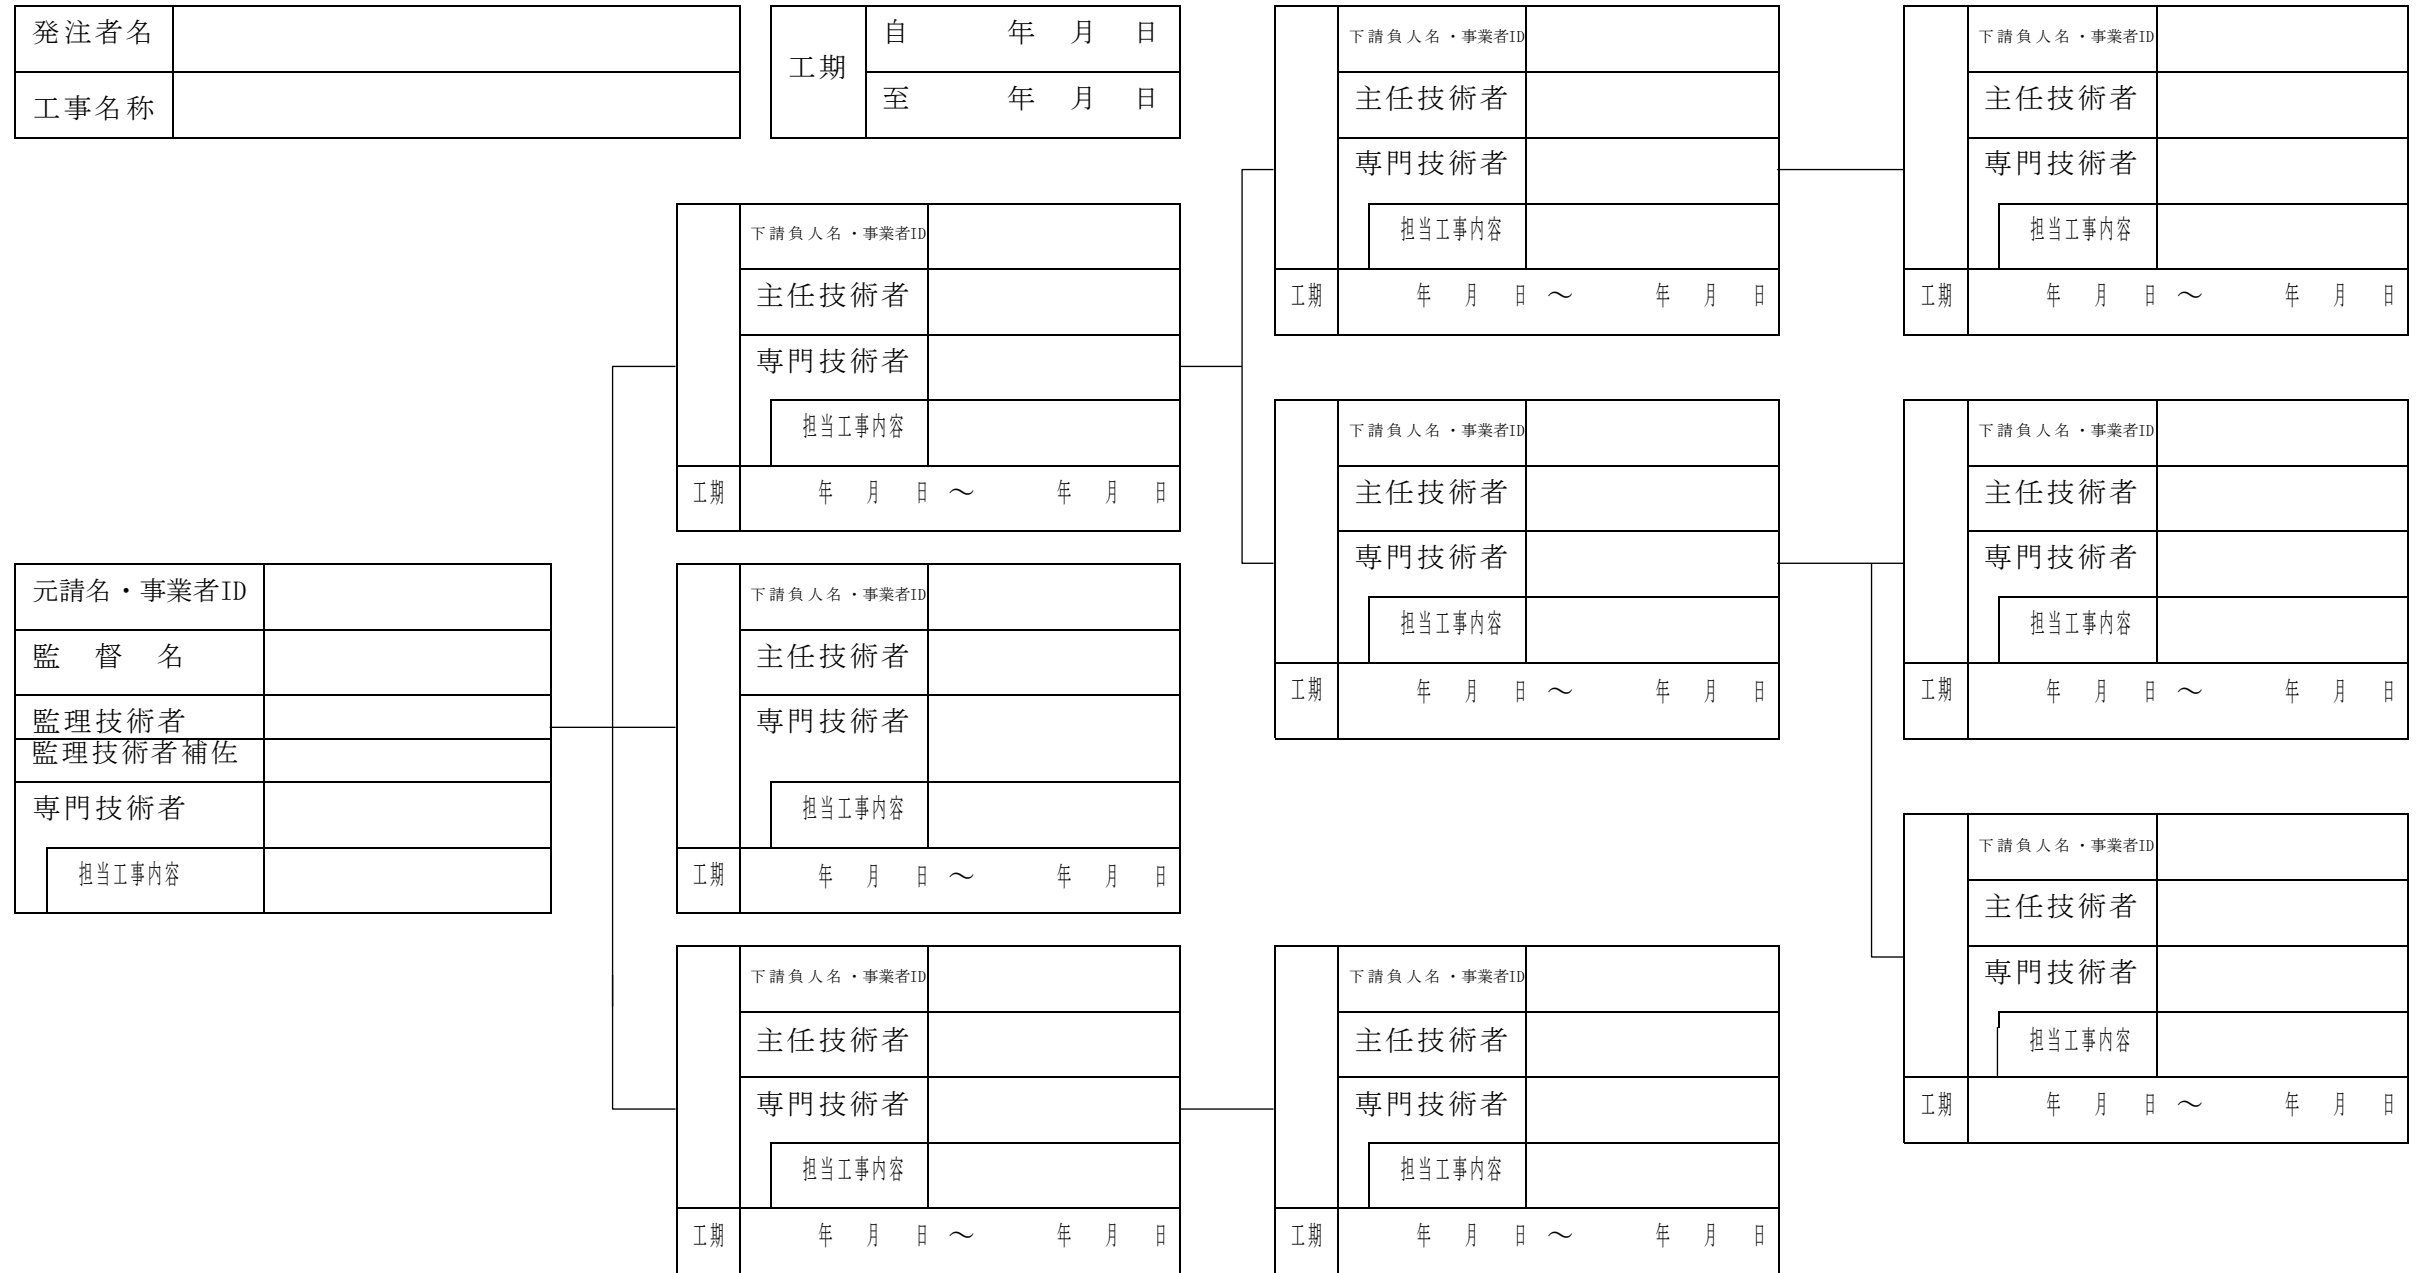 発注者名
工事名称
工期
自　年　月　日
至　年　月　日
元請名・事業者ID
監　督　名
監理技術者
監理技術者補佐
専門技術者
担当工事内容
下請負人名・事業者ID
主任技術者
専門技術者
担当工事内容
工期　年　月　日　～　年　月　日
下請負人名・事業者ID
主任技術者
専門技術者
担当工事内容
工期　年　月　日　～　年　月　日
下請負人名・事業者ID
主任技術者
専門技術者
担当工事内容
工期　年　月　日　～　年　月　日
下請負人名・事業者ID
主任技術者
専門技術者
担当工事内容
工期　年　月　日　～　年　月　日
下請負人名・事業者ID
主任技術者
専門技術者
担当工事内容
工期　年　月　日　～　年　月　日
下請負人名・事業者ID
主任技術者
専門技術者
担当工事内容
工期　年　月　日　～　年　月　日
下請負人名・事業者ID
主任技術者
専門技術者
担当工事内容
工期　年　月　日　～　年　月　日
下請負人名・事業者ID
主任技術者
専門技術者
担当工事内容
工期　年　月　日　～　年　月　日
下請負人名・事業者ID
主任技術者
専門技術者
担当工事内容
工期　年　月　日　～　年　月　日